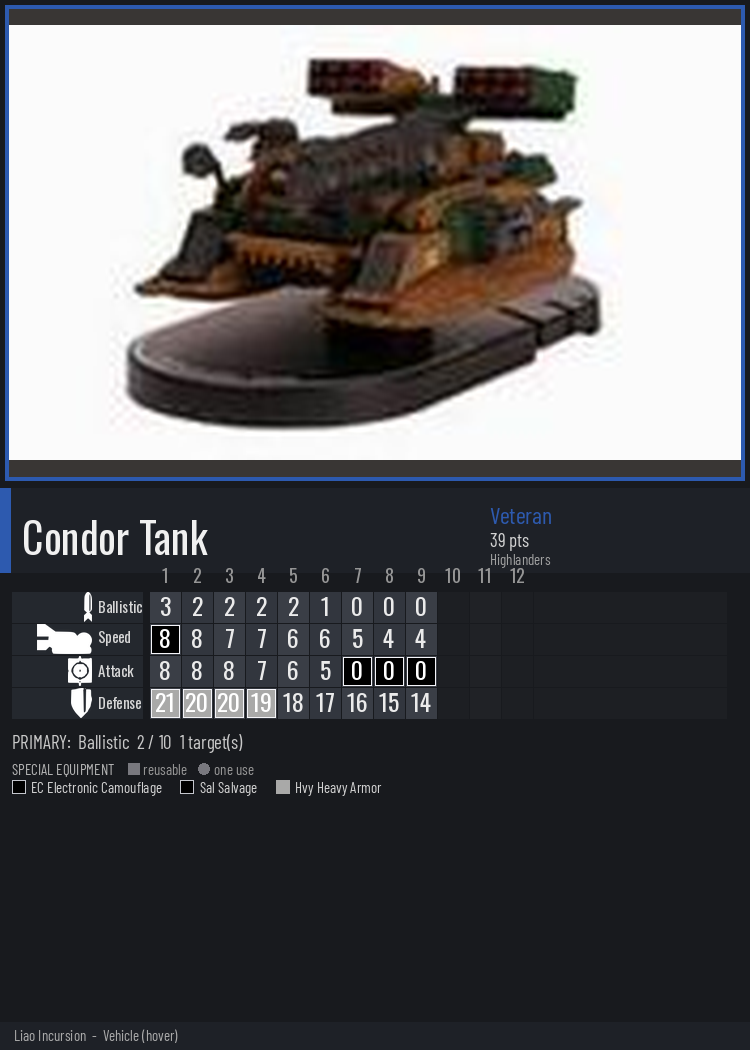 Condor Tank
Veteran
39 pts
Highlanders
1 2 3 4 5 6 7 8 9 10 11 12
Ballistic 3 2 2 2 2 1 0 0 0
Speed 8 8 7 7 6 6 5 4 4
Attack 8 8 8 7 6 5 0 0 0
Defense 21 20 20 19 18 17 16 15 14
PRIMARY: Ballistic 2 / 10 1 target(s)
SPECIAL EQUIPMENT reusable one use
EC Electronic Camouflage Sal Salvage Hvy Heavy Armor
Liao Incursion - Vehicle (hover)